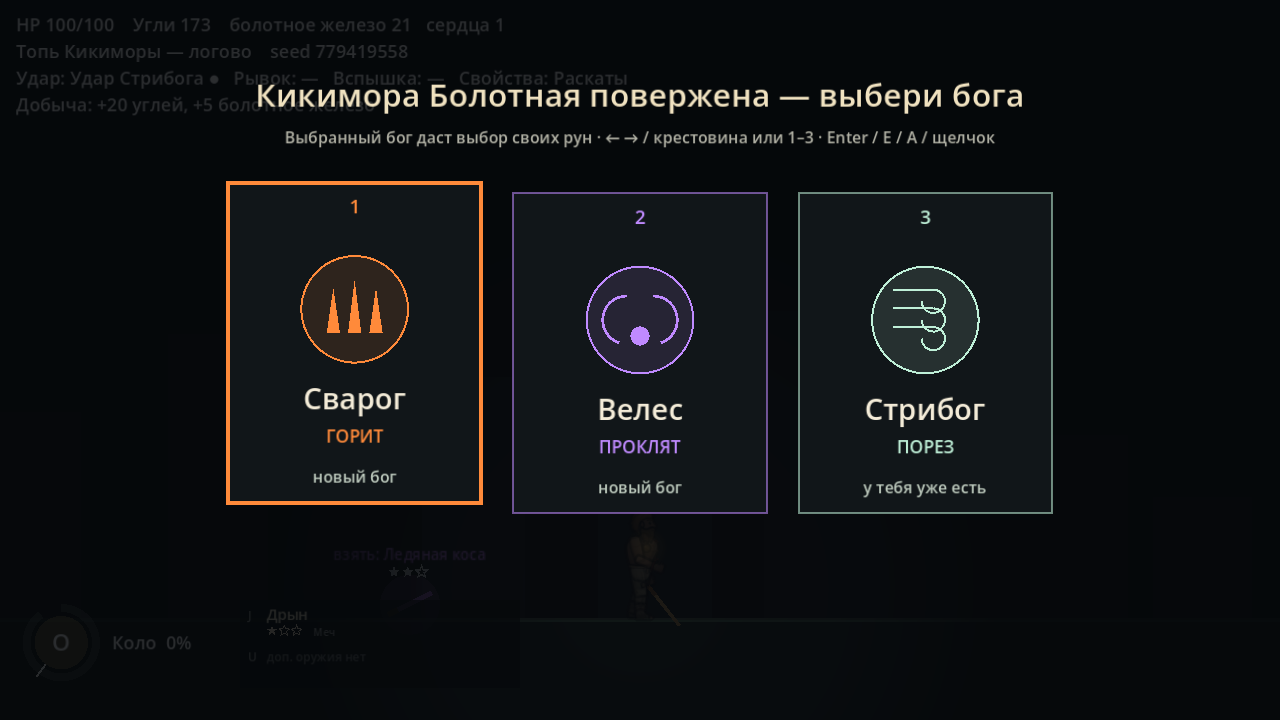 HP 100/100 Угли 173 болотное железо 21 сердца 1
Топь Кикиморы — логово seed 779419558
Удар: Удар Стрибога ● Рывок: — Вспышка: — Свойства: Раскаты
Добыча: +20 углей, +5 болотное железо
Кикимора Болотная повержена — выбери бога
Выбранный бог даст выбор своих рун · ← → / крестовина или 1–3 · Enter / E / A / щелчок
1
Сварог
ГОРИТ
новый бог
2
Велес
ПРОКЛЯТ
новый бог
3
Стрибог
ПОРЕЗ
у тебя уже есть
взять: Ледяная коса
★★☆
J Дрын
★☆☆ Меч
U доп. оружия нет
О
Коло 0%